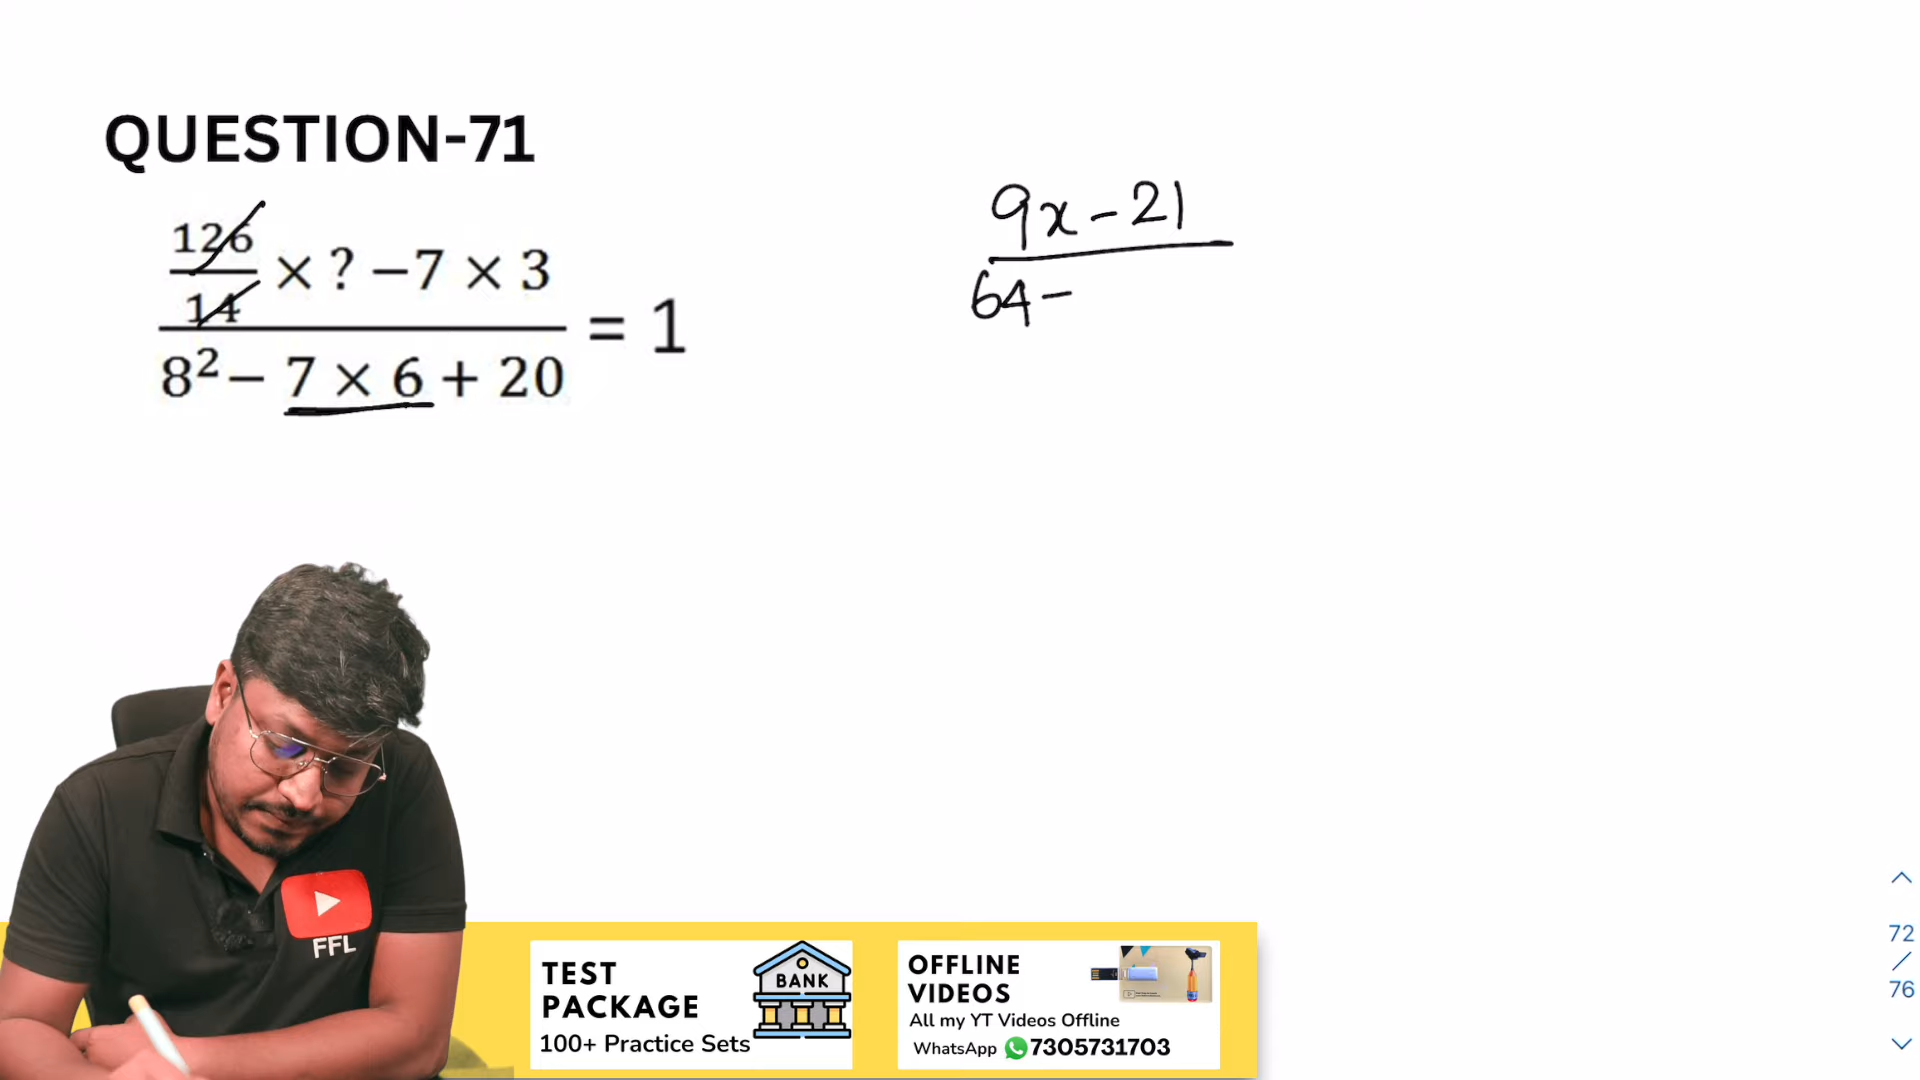 QUESTION-71
126
14
× ? − 7 × 3
8² − 7 × 6 + 20
= 1
9x - 21
64 -
FFL
TEST
PACKAGE
100+ Practice Sets
BANK
OFFLINE
VIDEOS
All my YT Videos Offline
WhatsApp 7305731703
72
/
76